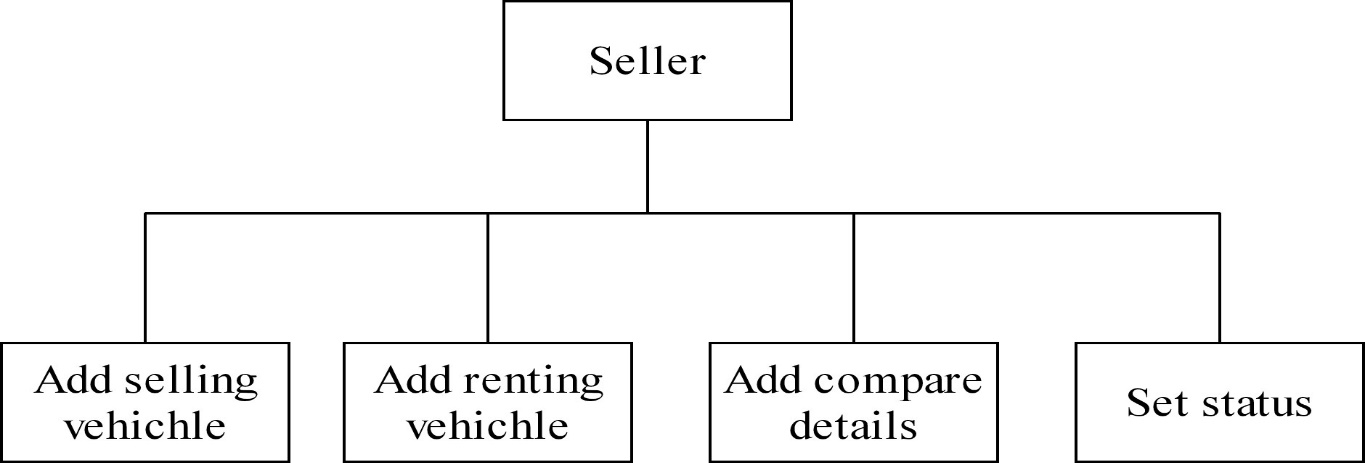 Seller
Add selling
vehichle
Add renting
vehichle
Add compare
details
Set status